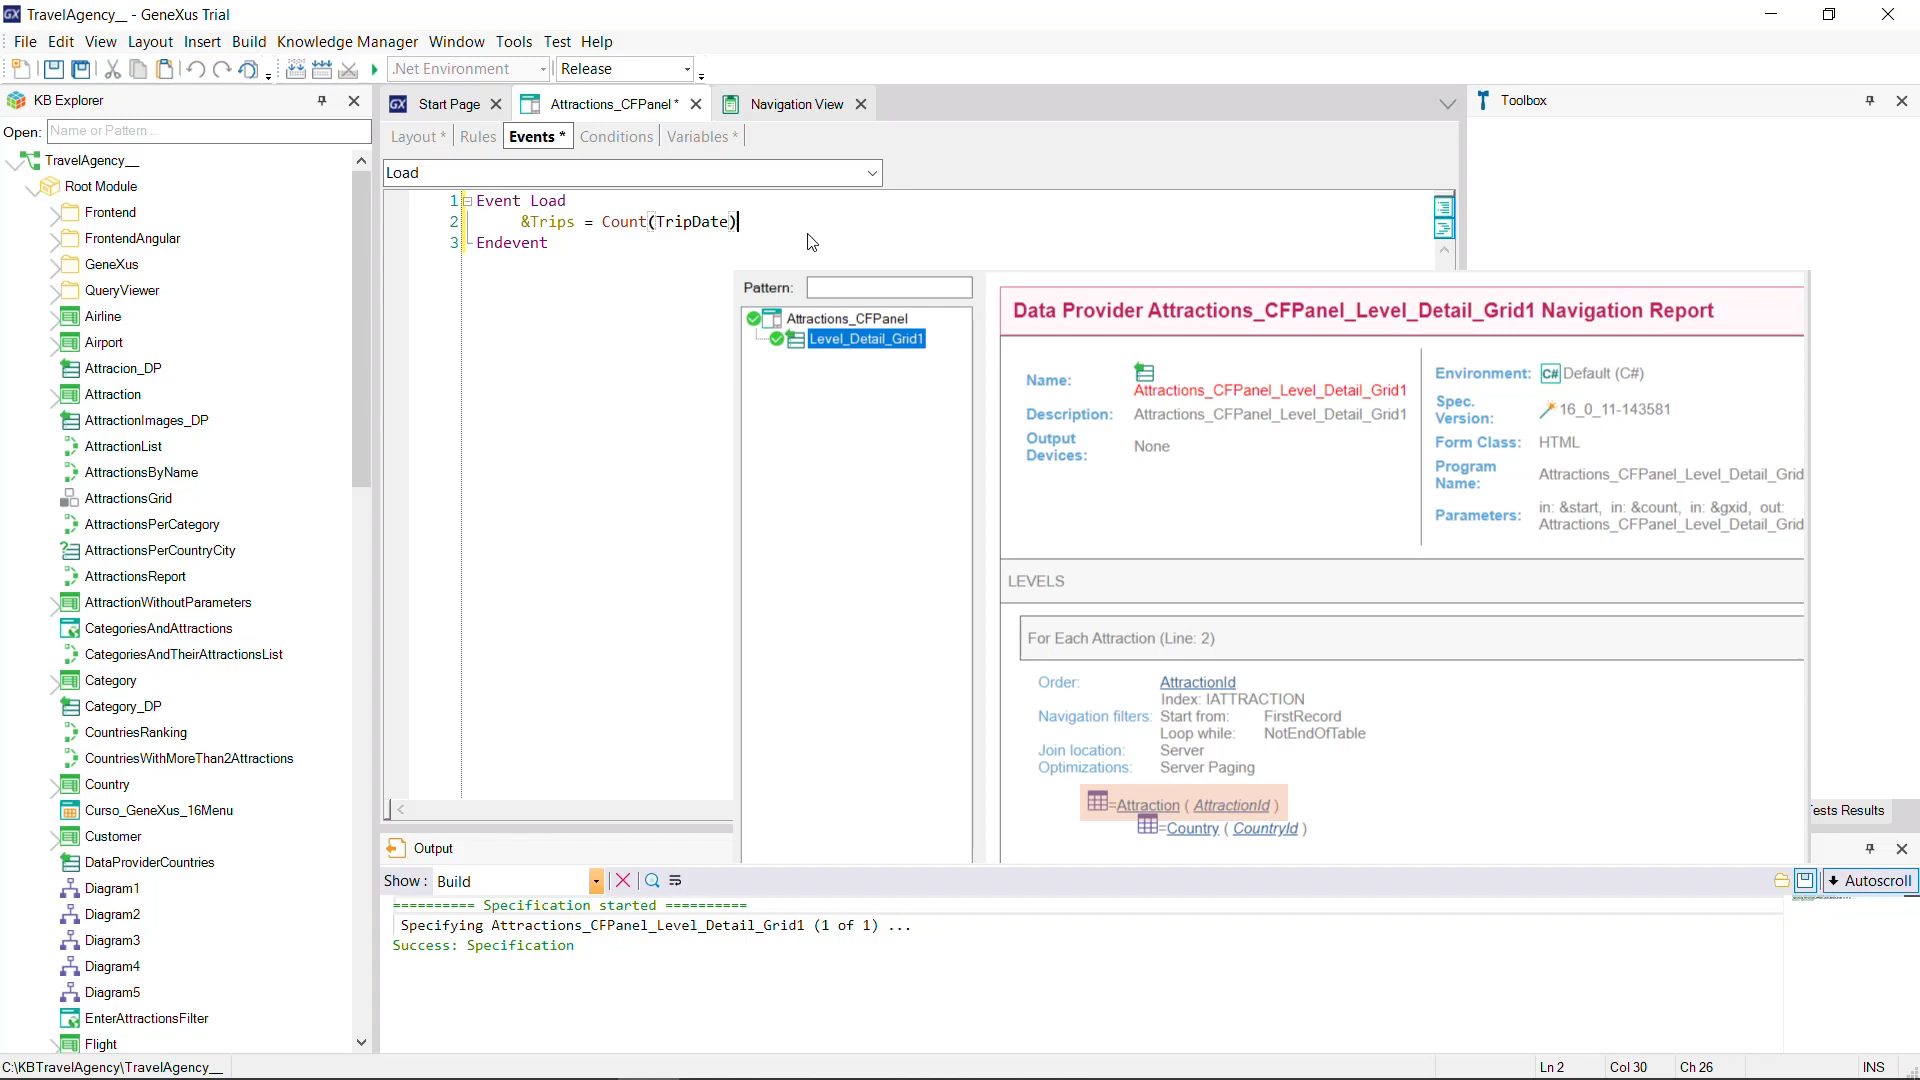 TravelAgency__ - GeneXus Trial
File Edit View Layout Insert Build Knowledge Manager Window Tools Test Help
.Net Environment Release
KB Explorer
Open: Name or Pattern ...
TravelAgency__
Root Module
Frontend
FrontendAngular
GeneXus
QueryViewer
Airline
Airport
Attracion_DP
Attraction
AttractionImages_DP
AttractionList
AttractionsByName
AttractionsGrid
AttractionsPerCategory
AttractionsPerCountryCity
AttractionsReport
AttractionWithoutParameters
CategoriesAndAttractions
CategoriesAndTheirAttractionsList
Category
Category_DP
CountriesRanking
CountriesWithMoreThan2Attractions
Country
Curso_GeneXus_16Menu
Customer
DataProviderCountries
Diagram1
Diagram2
Diagram3
Diagram4
Diagram5
EnterAttractionsFilter
Flight
Start Page Attractions_CFPanel * Navigation View
Layout * Rules Events * Conditions Variables *
Load
1 Event Load
2 &Trips = Count(TripDate)
3 Endevent
Pattern:
Attractions_CFPanel
Level_Detail_Grid1
Data Provider Attractions_CFPanel_Level_Detail_Grid1 Navigation Report
Name: Attractions_CFPanel_Level_Detail_Grid1
Description: Attractions_CFPanel_Level_Detail_Grid1
Output Devices: None
Environment: C# Default (C#)
Spec. Version: 16_0_11-143581
Form Class: HTML
Program Name: Attractions_CFPanel_Level_Detail_Grid
Parameters: in: &start, in: &count, in: &gxid, out:
Attractions_CFPanel_Level_Detail_Grid
LEVELS
For Each Attraction (Line: 2)
Order: AttractionId
Index: IATTRACTION
Navigation filters: Start from: FirstRecord
Loop while: NotEndOfTable
Join location: Server
Optimizations: Server Paging
=Attraction ( AttractionId )
=Country ( CountryId )
Toolbox
Tests Results
Output
Show : Build
Autoscroll
========== Specification started ==========
Specifying Attractions_CFPanel_Level_Detail_Grid1 (1 of 1) ...
Success: Specification
C:\KBTravelAgency\TravelAgency__ Ln 2 Col 30 Ch 26 INS